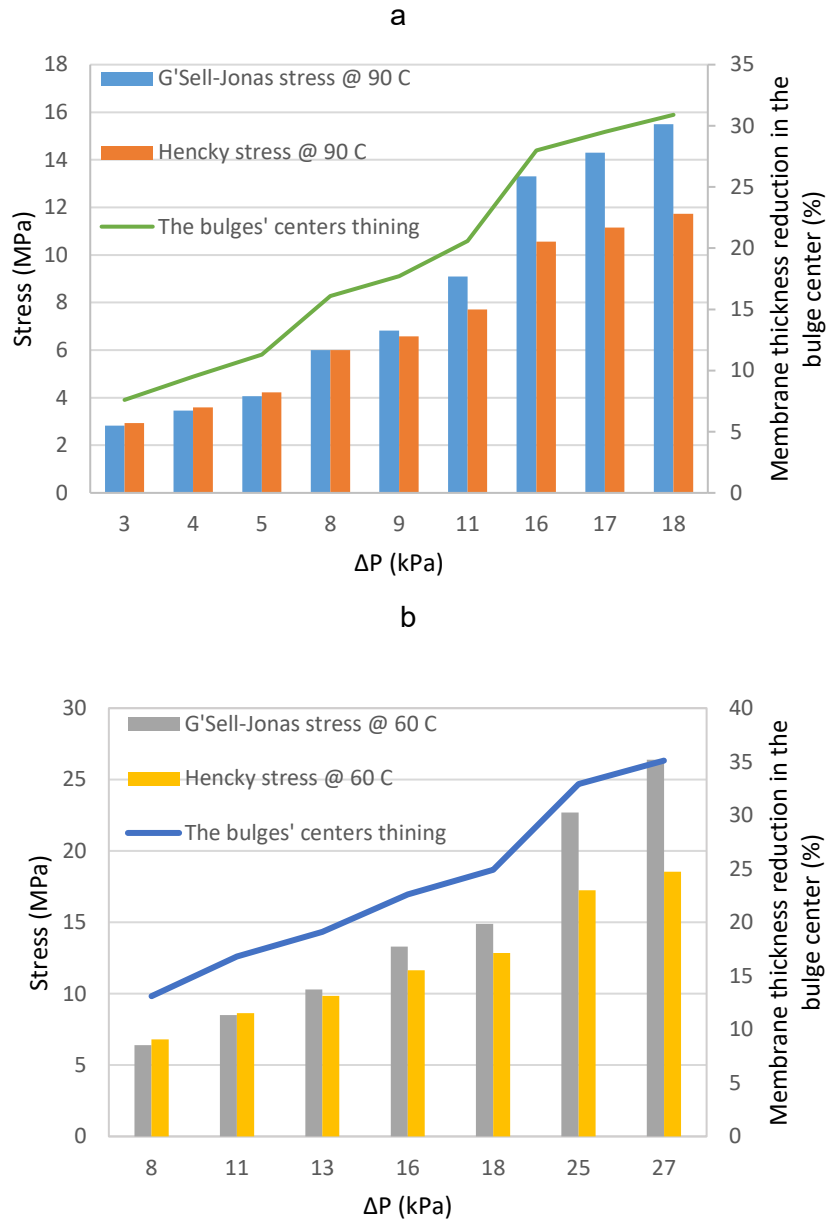 a
18
16
14
12
10
8
6
4
2
0
Stress (MPa)
G'Sell-Jonas stress @ 90 C
Hencky stress @ 90 C
The bulges' centers thining
35
30
25
20
15
10
5
0
Membrane thickness reduction in the
bulge center (%)
3 4 5 8 9 11 16 17 18
ΔP (kPa)
b
30
25
20
15
10
5
0
Stress (MPa)
G'Sell-Jonas stress @ 60 C
Hencky stress @ 60 C
The bulges' centers thining
40
35
30
25
20
15
10
5
0
Membrane thickness reduction in the
bulge center (%)
8 11 13 16 18 25 27
ΔP (kPa)